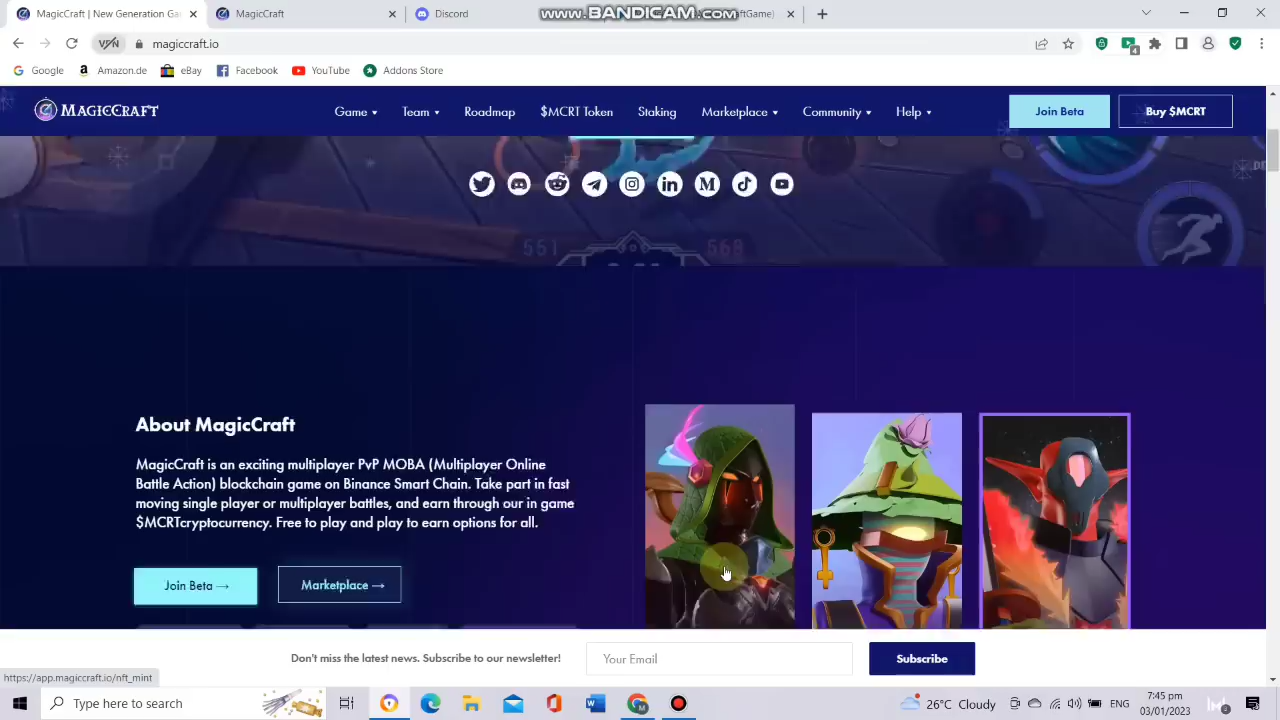 MagicCraft | New Generation Ga
MagicCraft
Discord
WWW.BANDICAM.COM
ftGame)
VPN
magiccraft.io
4
Google
Amazon.de
eBay
Facebook
YouTube
Addons Store
MAGICCRAFT
Game
Team
Roadmap
$MCRT Token
Staking
Marketplace
Community
Help
Join Beta
Buy $MCRT
551
568
About MagicCraft
MagicCraft is an exciting multiplayer PvP MOBA (Multiplayer Online
Battle Action) blockchain game on Binance Smart Chain. Take part in fast
moving single player or multiplayer battles, and earn through our in game
$MCRTcryptocurrency. Free to play and play to earn options for all.
Join Beta →
Marketplace →
Don't miss the latest news. Subscribe to our newsletter!
Your Email
Subscribe
https://app.magiccraft.io/nft_mint
Type here to search
26°C Cloudy
ENG
7:45 pm
03/01/2023